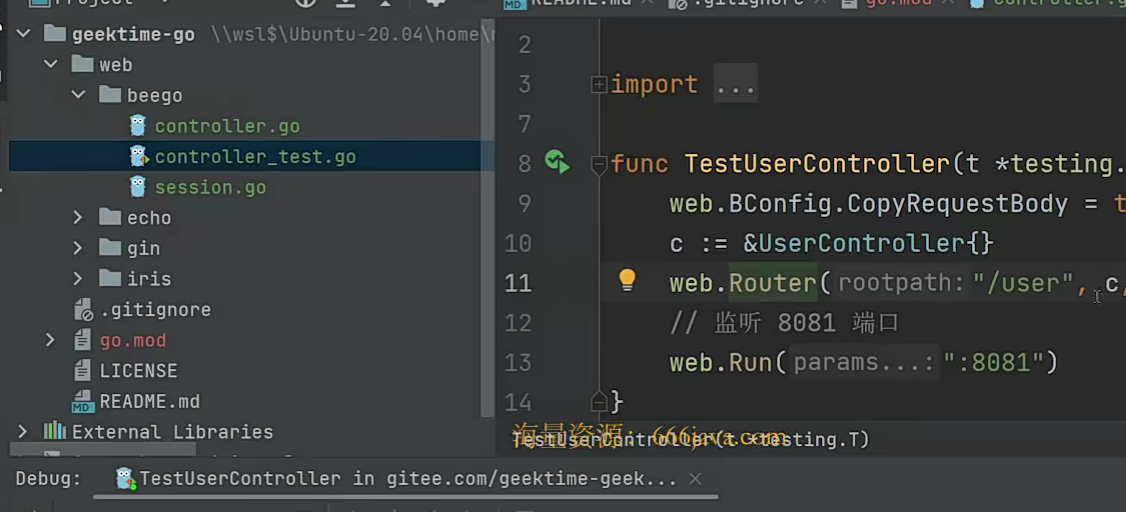 Project
README.md
.gitignore
go.mod
geektime-go \\wsl$\Ubuntu-20.04\home\
web
beego
controller.go
controller_test.go
session.go
echo
gin
iris
.gitignore
go.mod
LICENSE
README.md
External Libraries
2
3 import ...
7
8 func TestUserController(t *testing.
9 web.BConfig.CopyRequestBody = t
10 c := &UserController{}
11 web.Router( rootpath: "/user", c,
12 // 监听 8081 端口
13 web.Run( params...: ":8081")
14 }
TestUserController(t *testing.T)
海量资源：666java.com
Debug: TestUserController in gitee.com/geektime-geek... ×